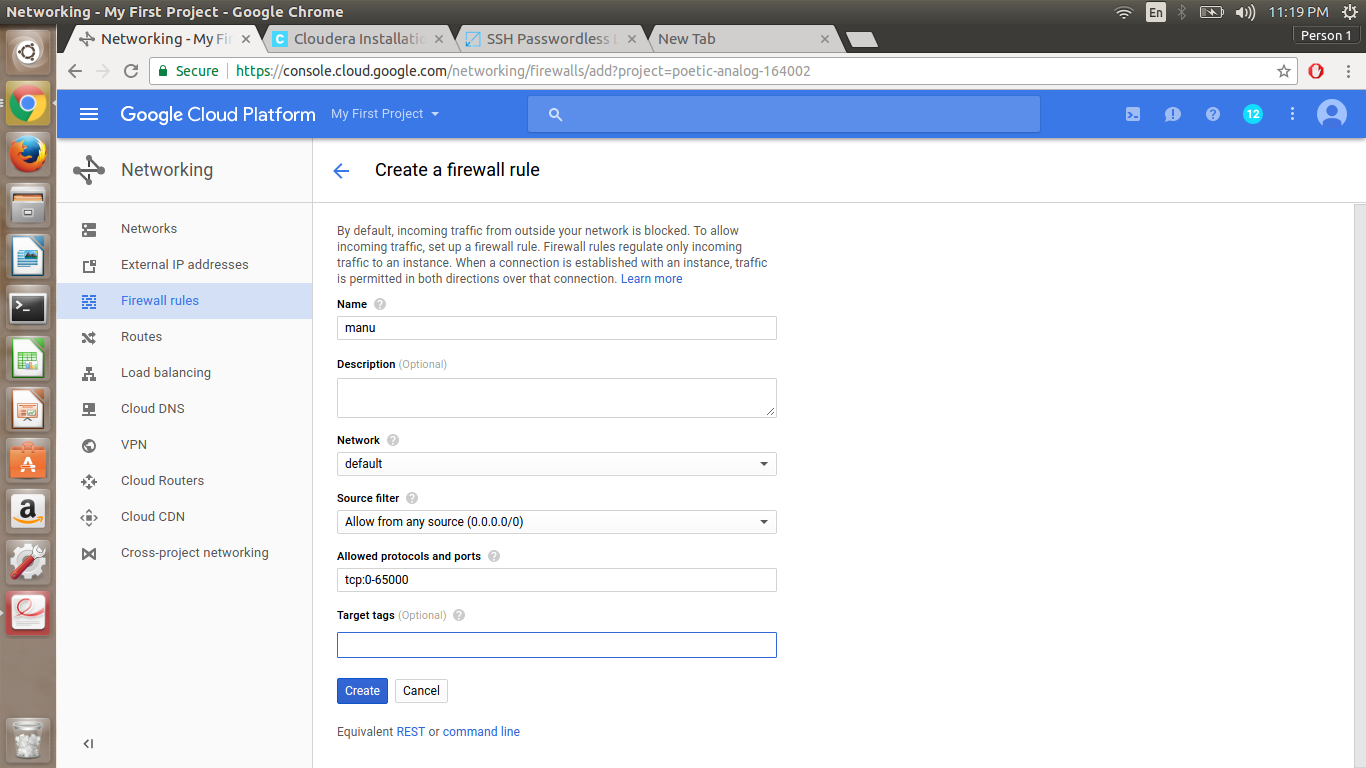 Networking - My First Project - Google Chrome
En
11:19 PM
Networking - My Fi
Cloudera Installatio
SSH Passwordless L
New Tab
Person 1
Secure
https://console.cloud.google.com/networking/firewalls/add?project=poetic-analog-164002
Google Cloud Platform
My First Project
12
Networking
Create a firewall rule
Networks
External IP addresses
Firewall rules
Routes
Load balancing
Cloud DNS
VPN
Cloud Routers
Cloud CDN
Cross-project networking
By default, incoming traffic from outside your network is blocked. To allow
incoming traffic, set up a firewall rule. Firewall rules regulate only incoming
traffic to an instance. When a connection is established with an instance, traffic
is permitted in both directions over that connection. Learn more
Name
manu
Description (Optional)
Network
default
Source filter
Allow from any source (0.0.0.0/0)
Allowed protocols and ports
tcp:0-65000
Target tags (Optional)
Create
Cancel
Equivalent REST or command line